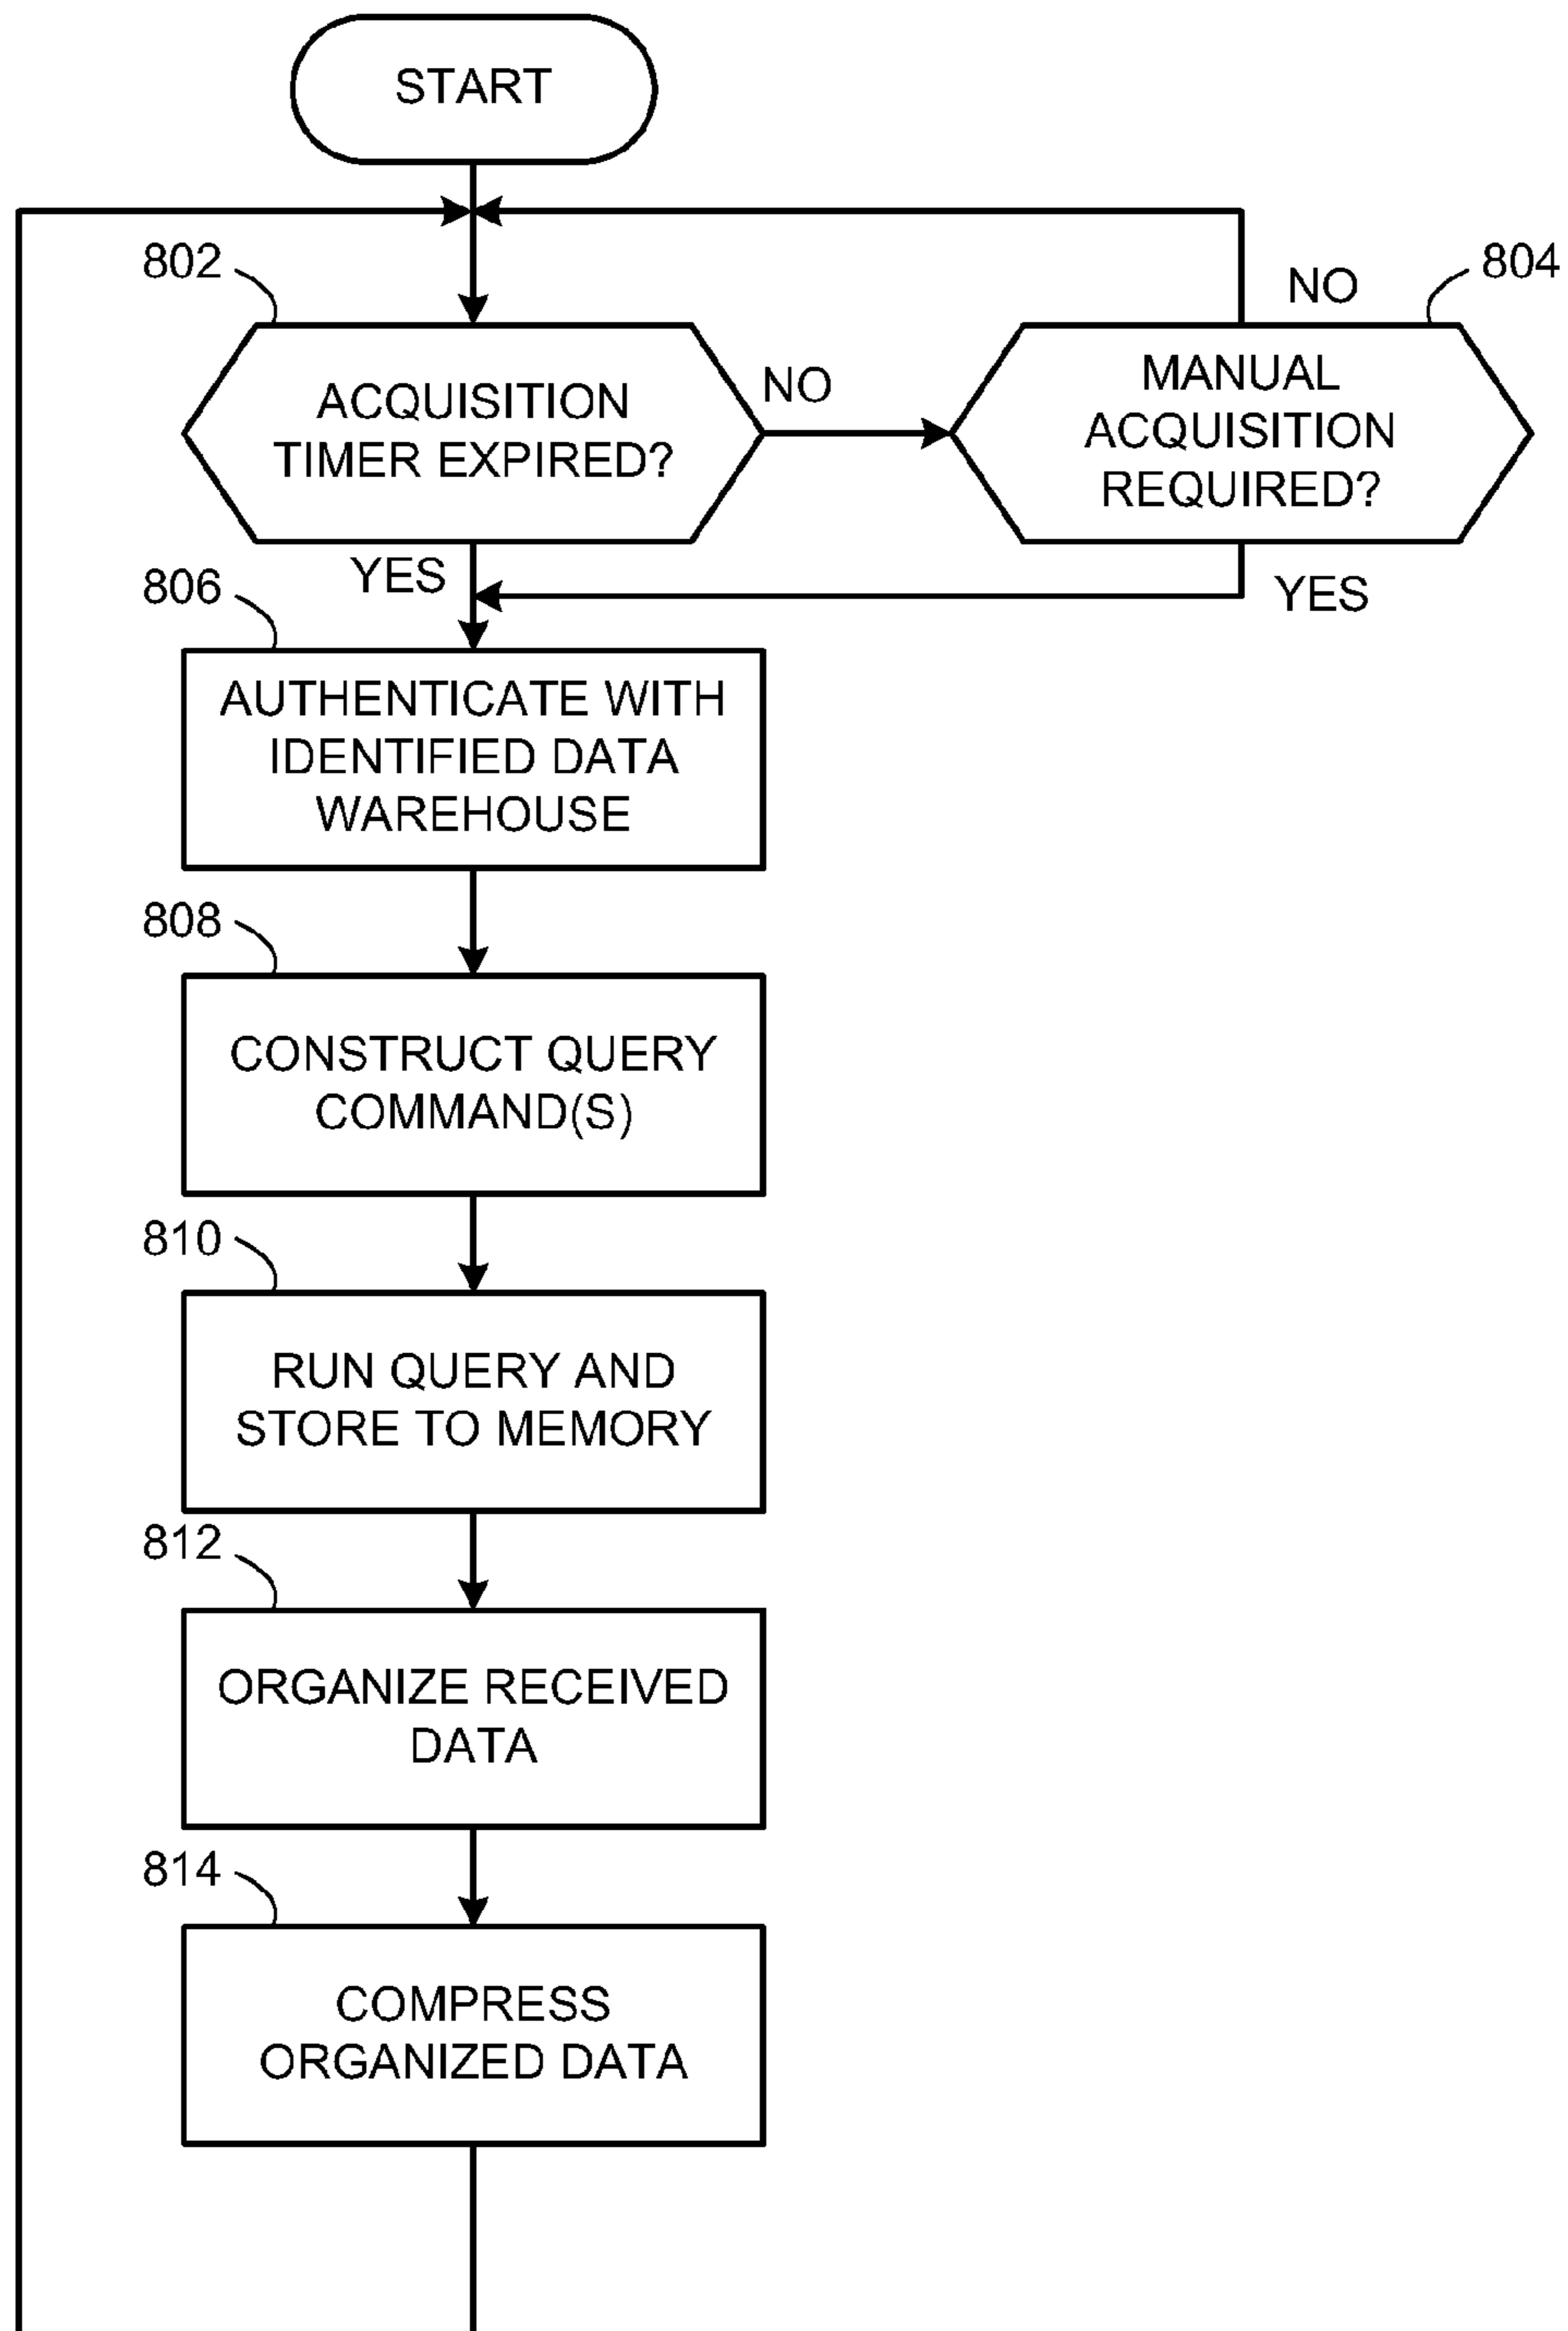 START
802
804
NO
ACQUISITION
TIMER EXPIRED?
NO
MANUAL
ACQUISITION
REQUIRED?
YES
YES
806
AUTHENTICATE WITH
IDENTIFIED DATA
WAREHOUSE
808
CONSTRUCT QUERY
COMMAND(S)
810
RUN QUERY AND
STORE TO MEMORY
812
ORGANIZE RECEIVED
DATA
814
COMPRESS
ORGANIZED DATA